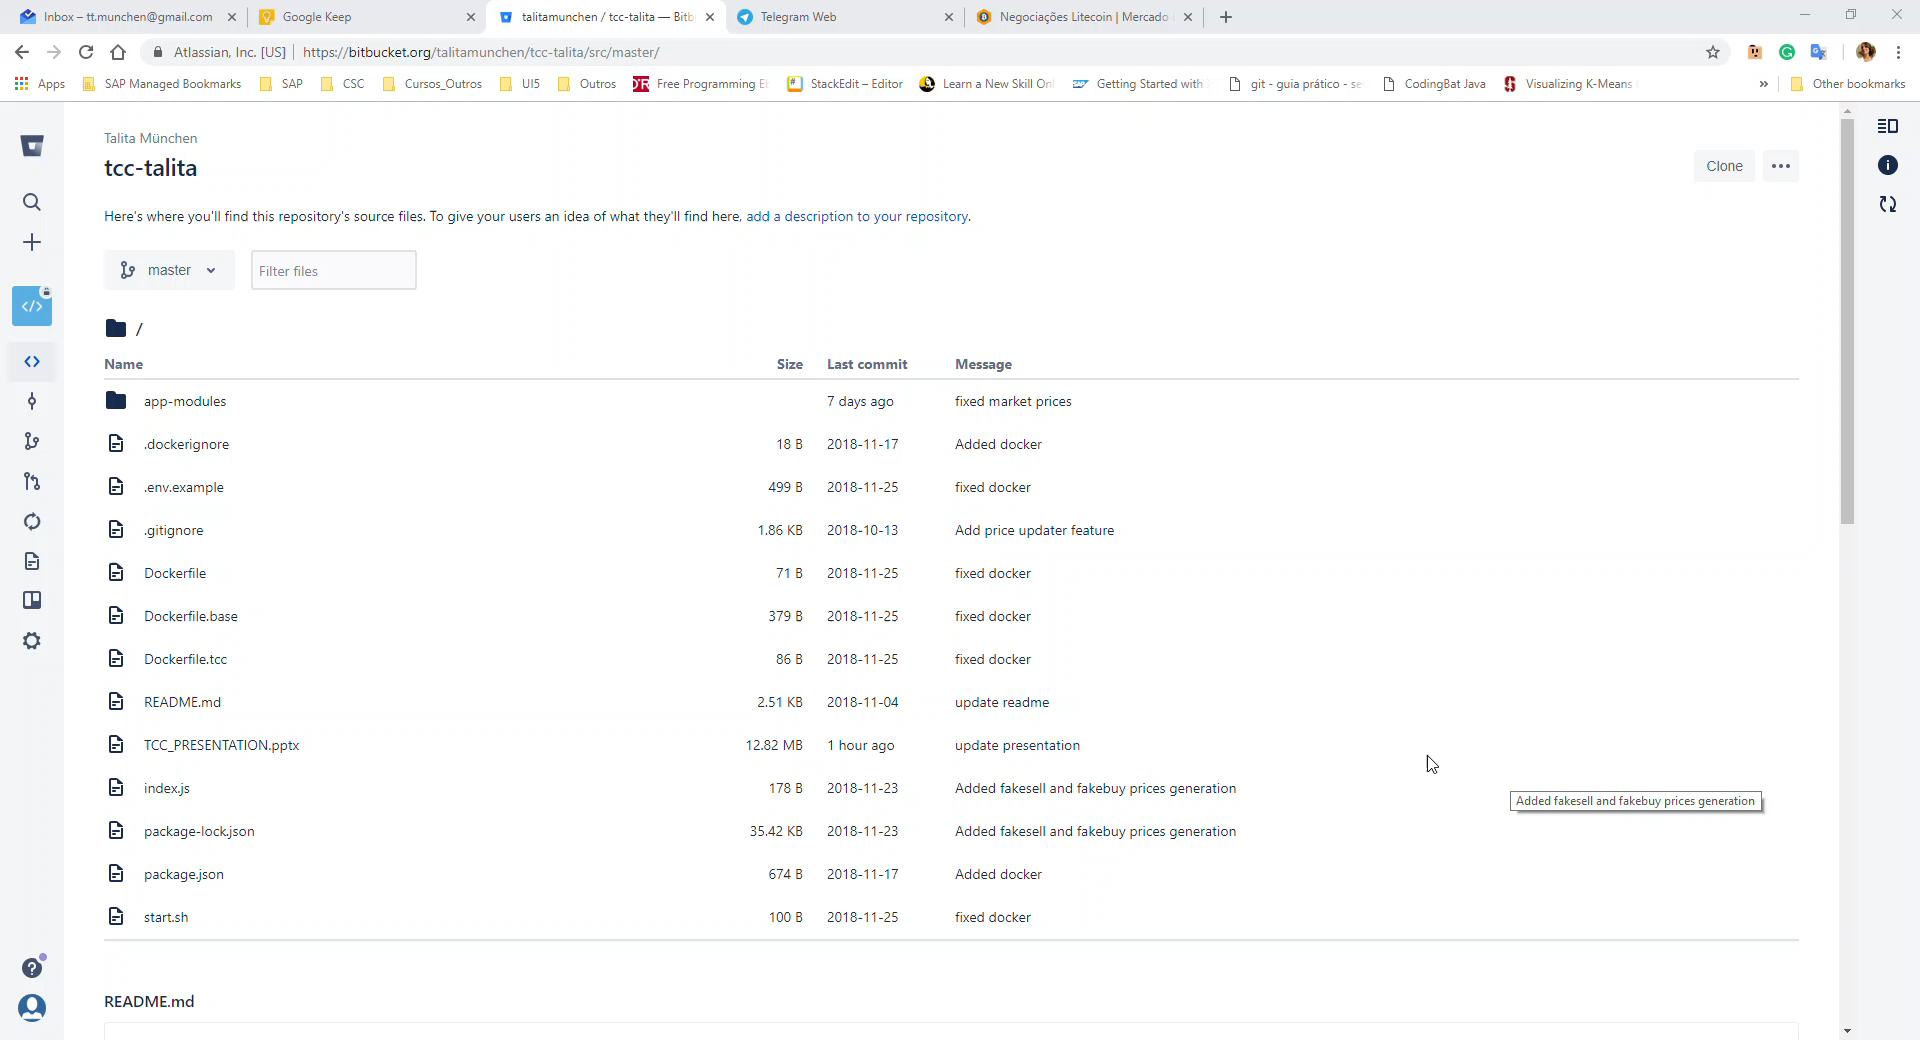 Inbox – tt.munchen@gmail.com
Google Keep
talitamunchen / tcc-talita — Bitb
Telegram Web
Negociações Litecoin | Mercado
Atlassian, Inc. [US] | https://bitbucket.org/talitamunchen/tcc-talita/src/master/
Apps SAP Managed Bookmarks SAP CSC Cursos_Outros UI5 Outros Free Programming StackEdit – Editor Learn a New Skill Onl Getting Started with git - guia prático - se CodingBat Java Visualizing K-Means » Other bookmarks
Talita München
tcc-talita
Clone
Here's where you'll find this repository's source files. To give your users an idea of what they'll find here, add a description to your repository.
master Filter files
/
Name Size Last commit Message
app-modules 7 days ago fixed market prices
.dockerignore 18 B 2018-11-17 Added docker
.env.example 499 B 2018-11-25 fixed docker
.gitignore 1.86 KB 2018-10-13 Add price updater feature
Dockerfile 71 B 2018-11-25 fixed docker
Dockerfile.base 379 B 2018-11-25 fixed docker
Dockerfile.tcc 86 B 2018-11-25 fixed docker
README.md 2.51 KB 2018-11-04 update readme
TCC_PRESENTATION.pptx 12.82 MB 1 hour ago update presentation
index.js 178 B 2018-11-23 Added fakesell and fakebuy prices generation
Added fakesell and fakebuy prices generation
package-lock.json 35.42 KB 2018-11-23 Added fakesell and fakebuy prices generation
package.json 674 B 2018-11-17 Added docker
start.sh 100 B 2018-11-25 fixed docker
README.md